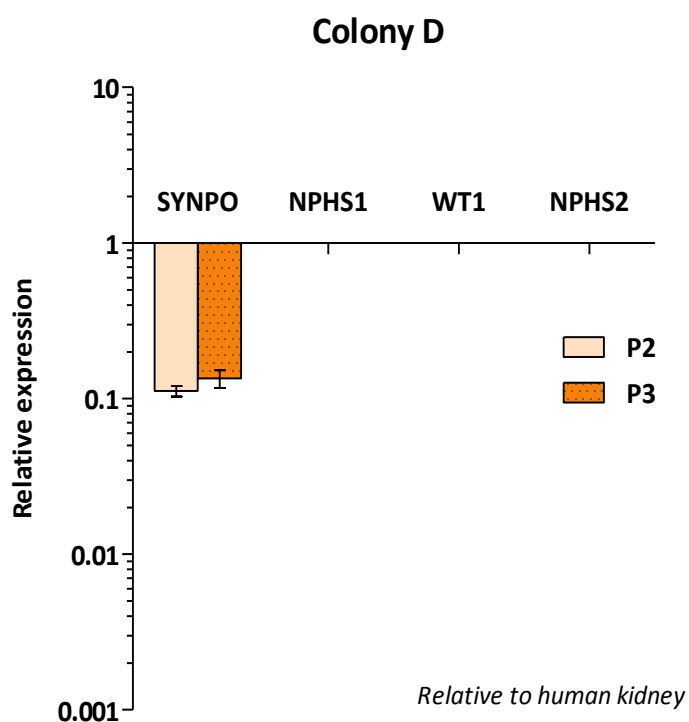 Colony D
10
SYNPO NPHS1 WT1 NPHS2
1
Relative expression
P2
P3
0.1
0.01
0.001
Relative to human kidney